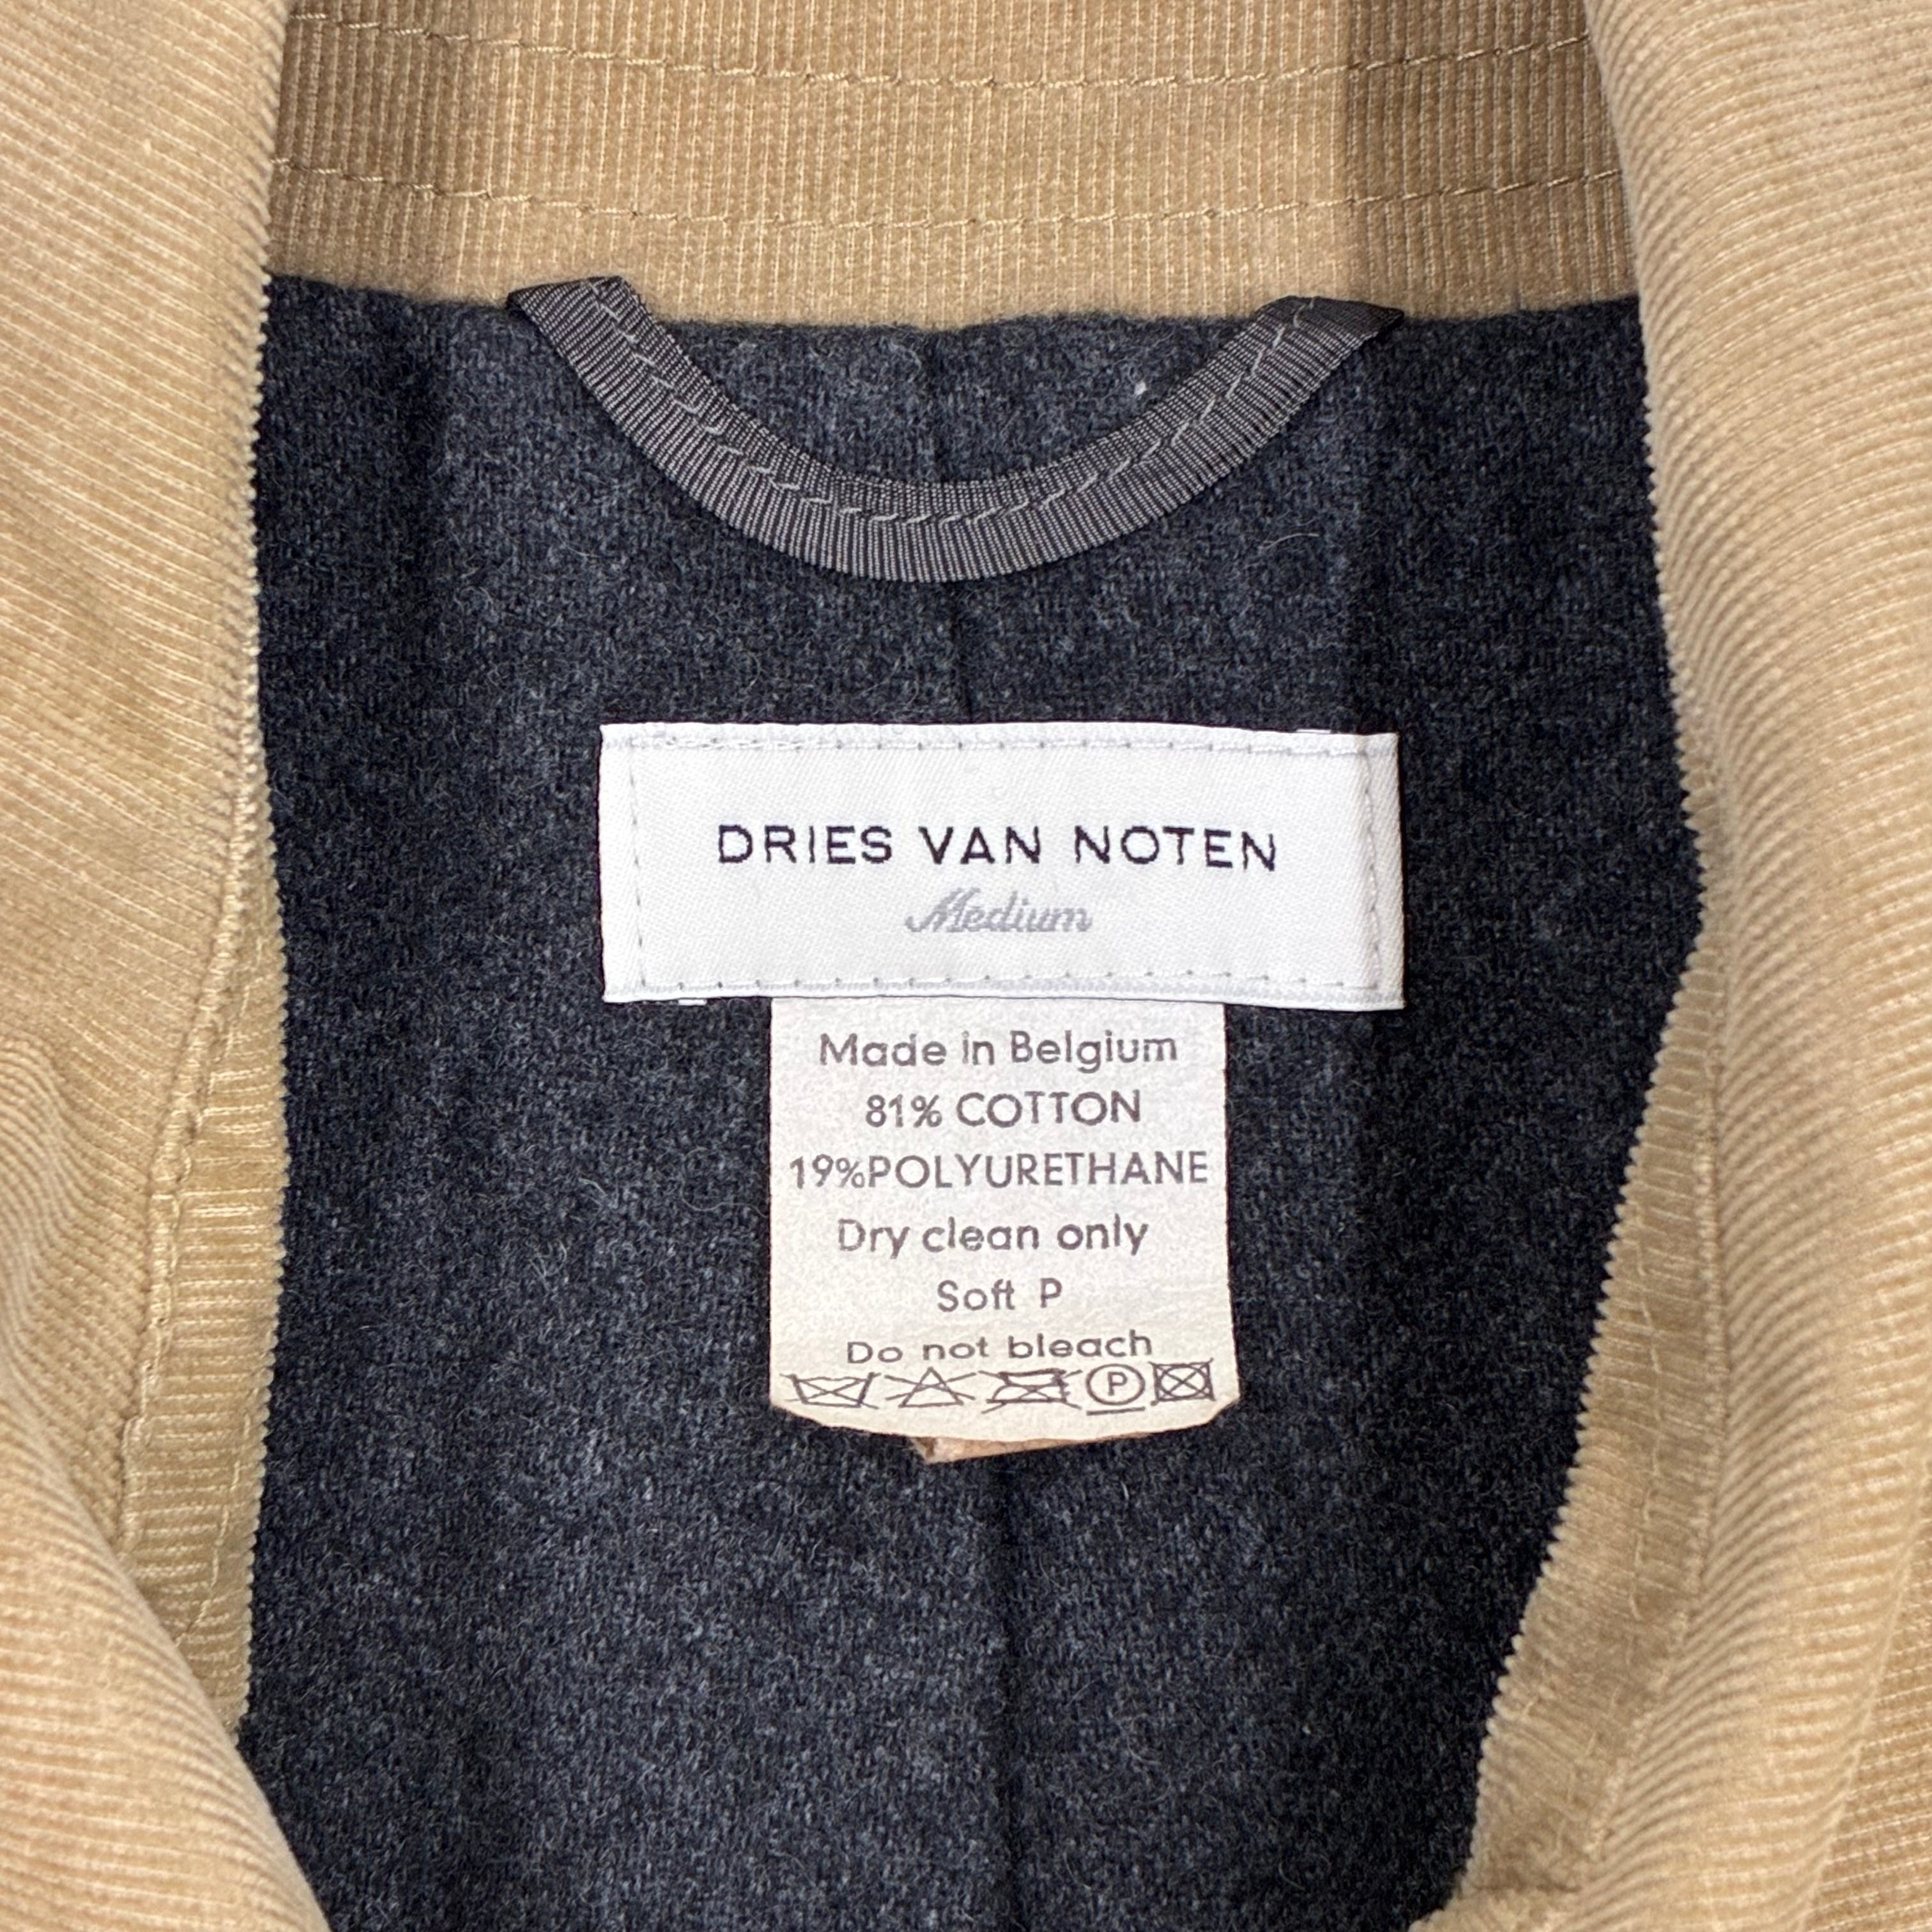 DRIES VAN NOTEN
Medium
Made in Belgium
81% COTTON
19%POLYURETHANE
Dry clean only
Soft P
Do not bleach
P